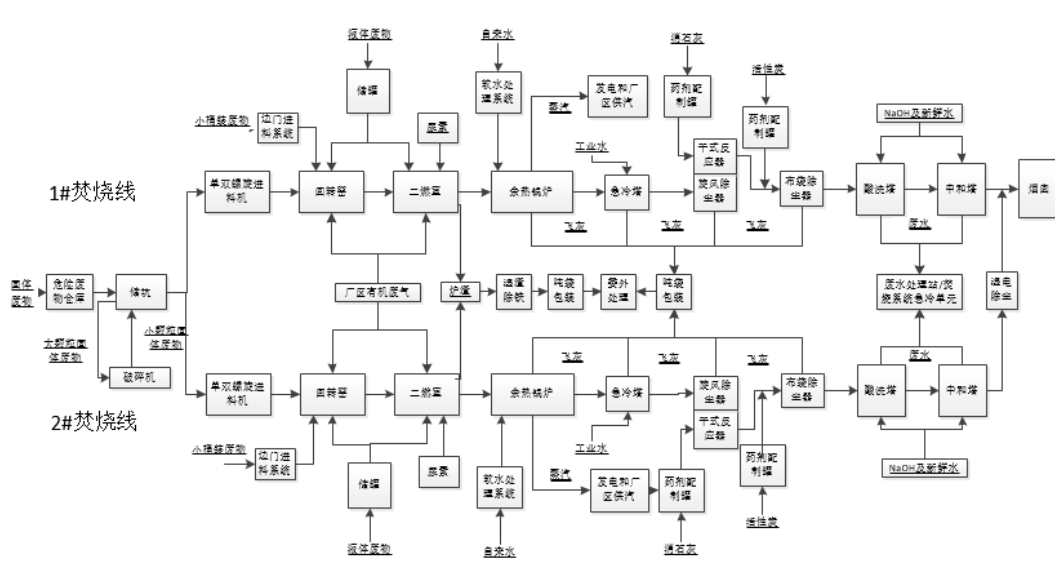 液体废物
自来水
消石灰
活性炭
储罐
软水处
理系统
发电和厂
区供汽
药剂配
制罐
蒸汽
小桶装废物
边门进
料系统
尿素
药剂配
制罐
NaOH及新鲜水
工业水
干式反
应器
1#焚烧线
单双螺旋进
料机
回转窑
二燃室
余热锅炉
急冷塔
旋风除
尘器
布袋除
尘器
酸洗塔
中和塔
烟囱
飞灰
飞灰
飞灰
废水
固体
废物
危险废
物仓库
储坑
厂区有机废气
炉渣
湿渣
除铁
吨袋
包装
委外
处理
吨袋
包装
废水处理站/焚
烧系统急冷单元
湿电
除尘
大颗粒固
体废物
小颗粒固
体废物
破碎机
飞灰
飞灰
飞灰
废水
单双螺旋进
料机
回转窑
二燃室
余热锅炉
急冷塔
旋风除
尘器
布袋除
尘器
酸洗塔
中和塔
2#焚烧线
干式反
应器
小桶装废物
边门进
料系统
尿素
工业水
药剂配
制罐
NaOH及新鲜水
储罐
软水处
理系统
蒸汽
发电和厂
区供汽
药剂配
制罐
活性炭
液体废物
自来水
消石灰